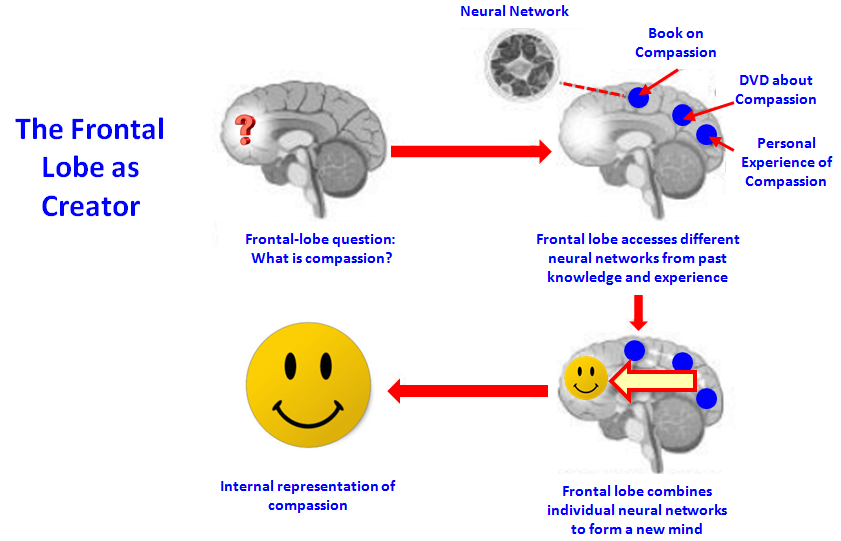 The Frontal
Lobe as
Creator
?
Frontal-lobe question:
What is compassion?
Neural Network
Book on
Compassion
DVD about
Compassion
Personal
Experience of
Compassion
Frontal lobe accesses different
neural networks from past
knowledge and experience
Frontal lobe combines
individual neural networks
to form a new mind
Internal representation of
compassion